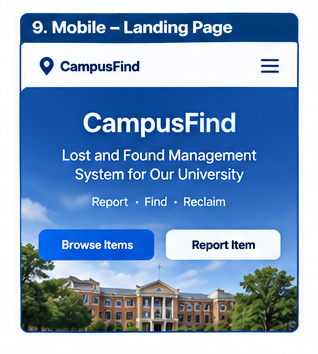 9. Mobile – Landing Page
CampusFind
CampusFind
Lost and Found Management
System for Our University
Report · Find · Reclaim
Browse Items
Report Item